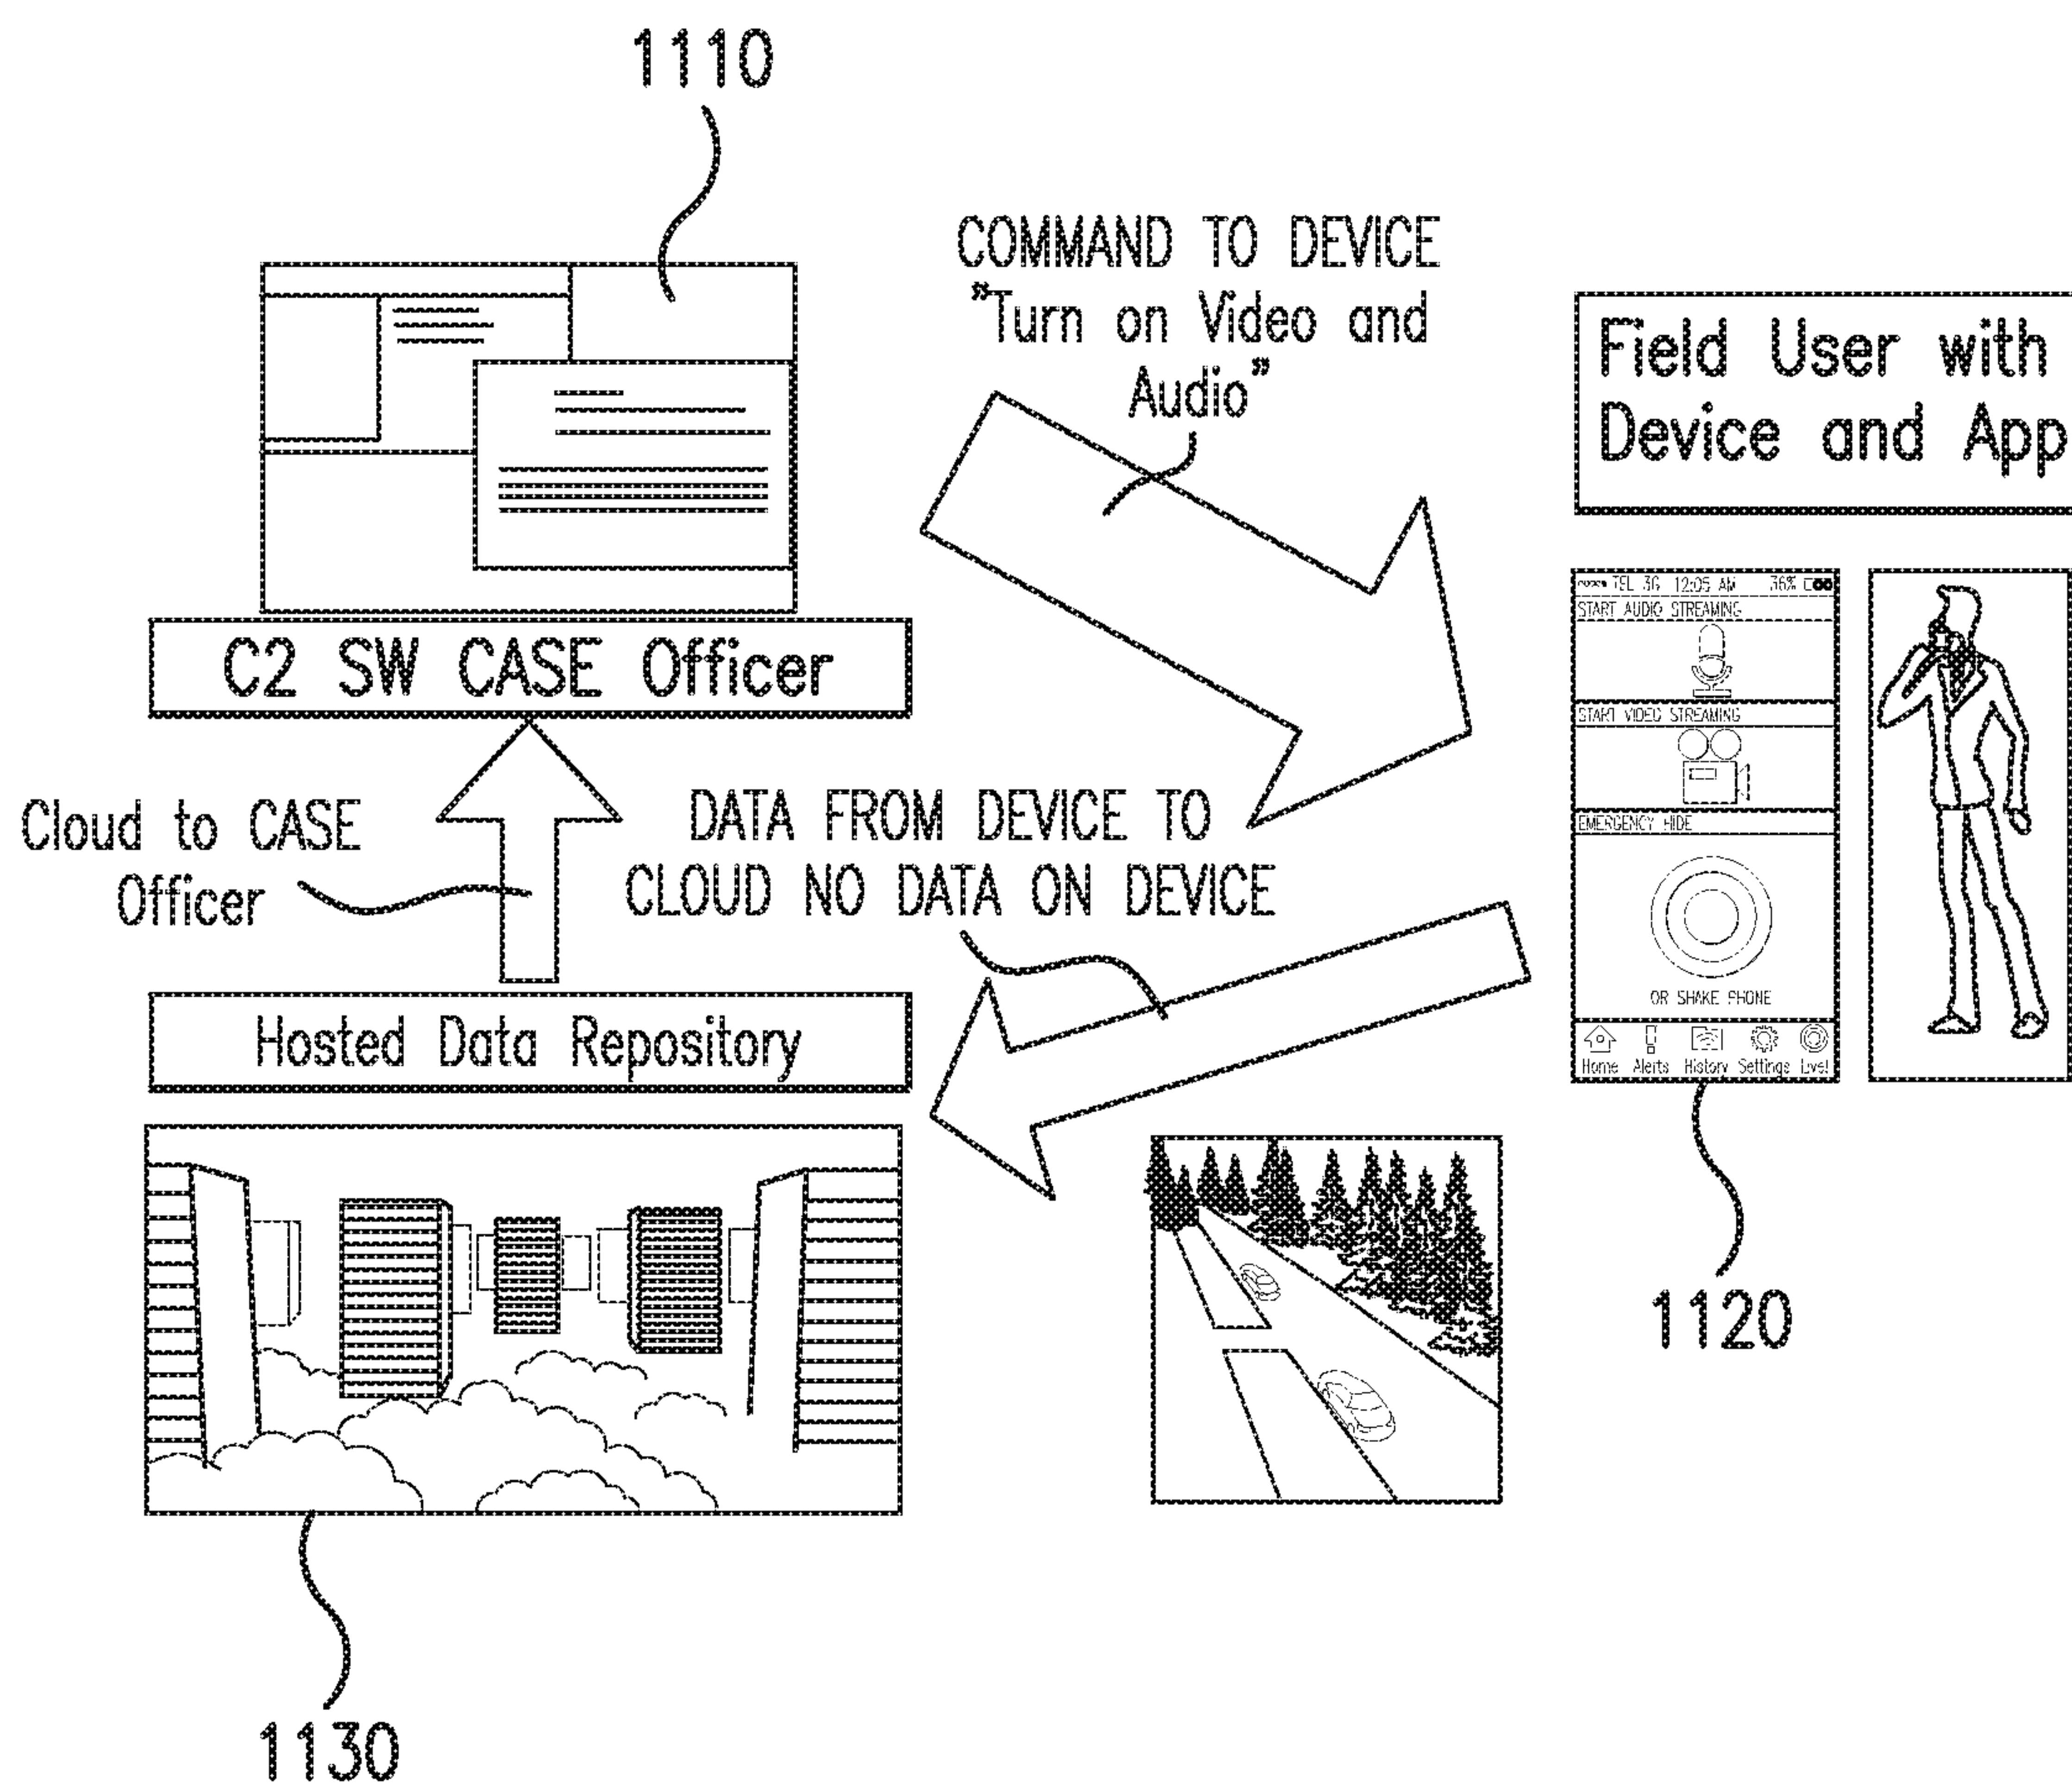 1110
COMMAND TO DEVICE
"Turn on Video and
Audio"
Field User with
Device and App
C2 SW CASE Officer
TEL 3G 12:05 AM 36%
START AUDIO STREAMING
START VIDEO STREAMING
EMERGENCY HIDE
OR SHAKE PHONE
Home Alerts History Settings Live!
Cloud to CASE
Officer
DATA FROM DEVICE TO
CLOUD NO DATA ON DEVICE
Hosted Data Repository
1120
1130